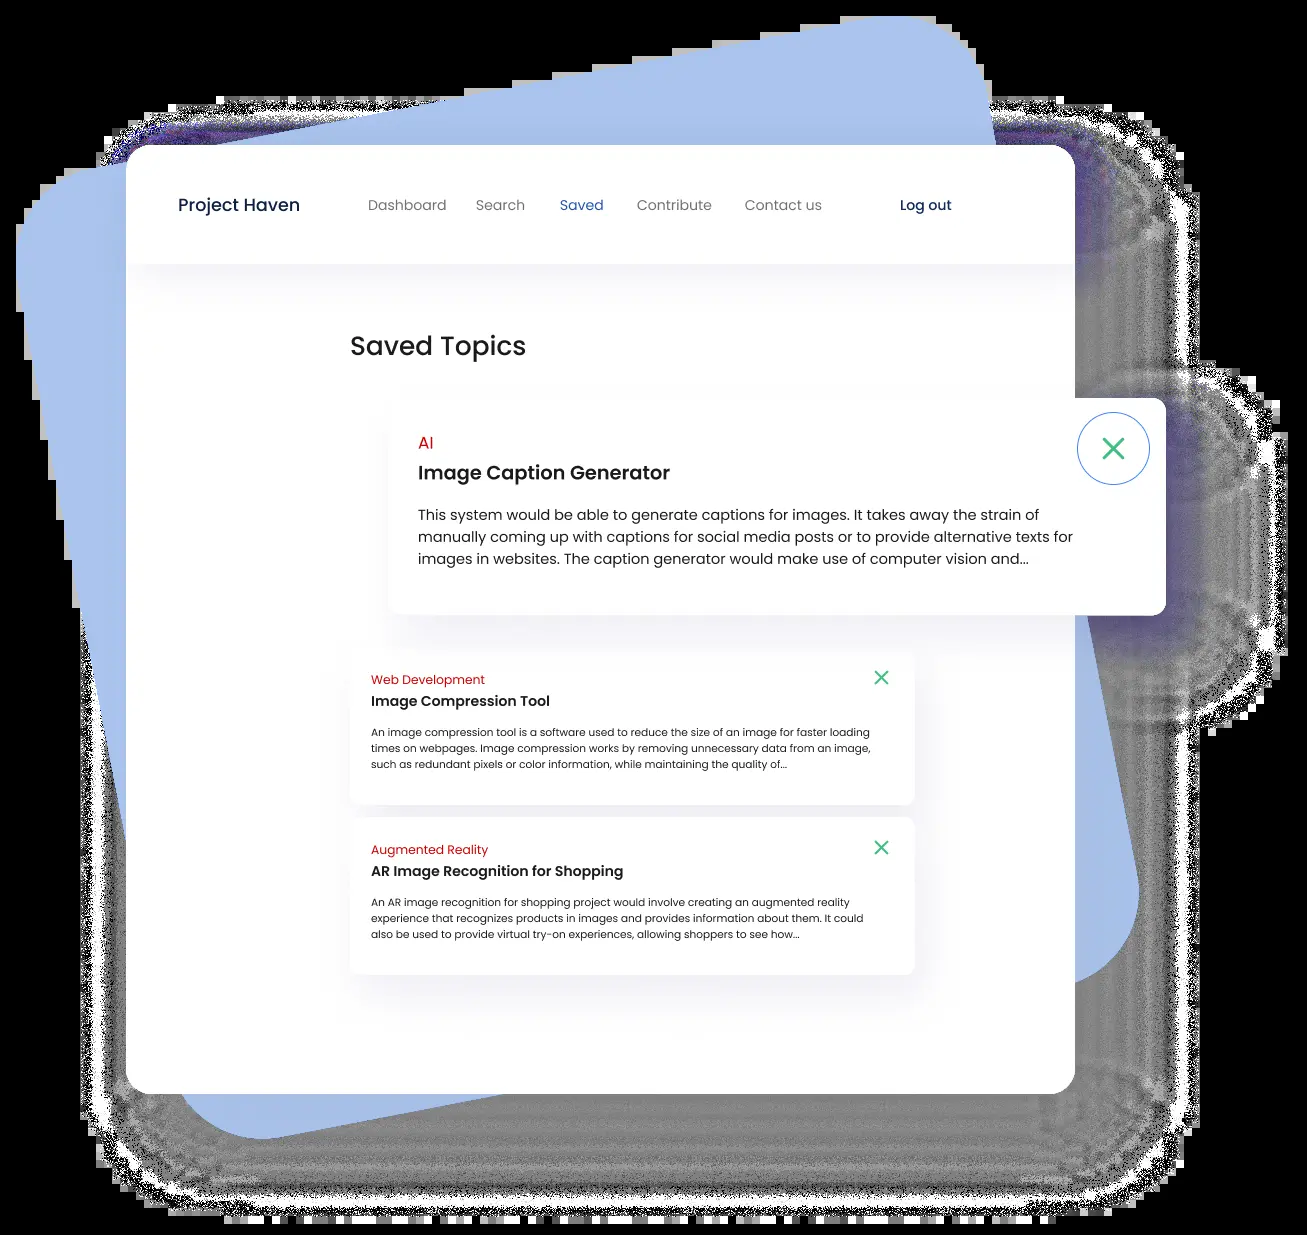 Project Haven Dashboard Search Saved Contribute Contact us Log out
Saved Topics
AI
Image Caption Generator
This system would be able to generate captions for images. It takes away the strain of
manually coming up with captions for social media posts or to provide alternative texts for
images in websites. The caption generator would make use of computer vision and...
Web Development
Image Compression Tool
An image compression tool is a software used to reduce the size of an image for faster loading
times on webpages. Image compression works by removing unnecessary data from an image,
such as redundant pixels or color information, while maintaining the quality of...
Augmented Reality
AR Image Recognition for Shopping
An AR image recognition for shopping project would involve creating an augmented reality
experience that recognizes products in images and provides information about them. It could
also be used to provide virtual try-on experiences, allowing shoppers to see how...